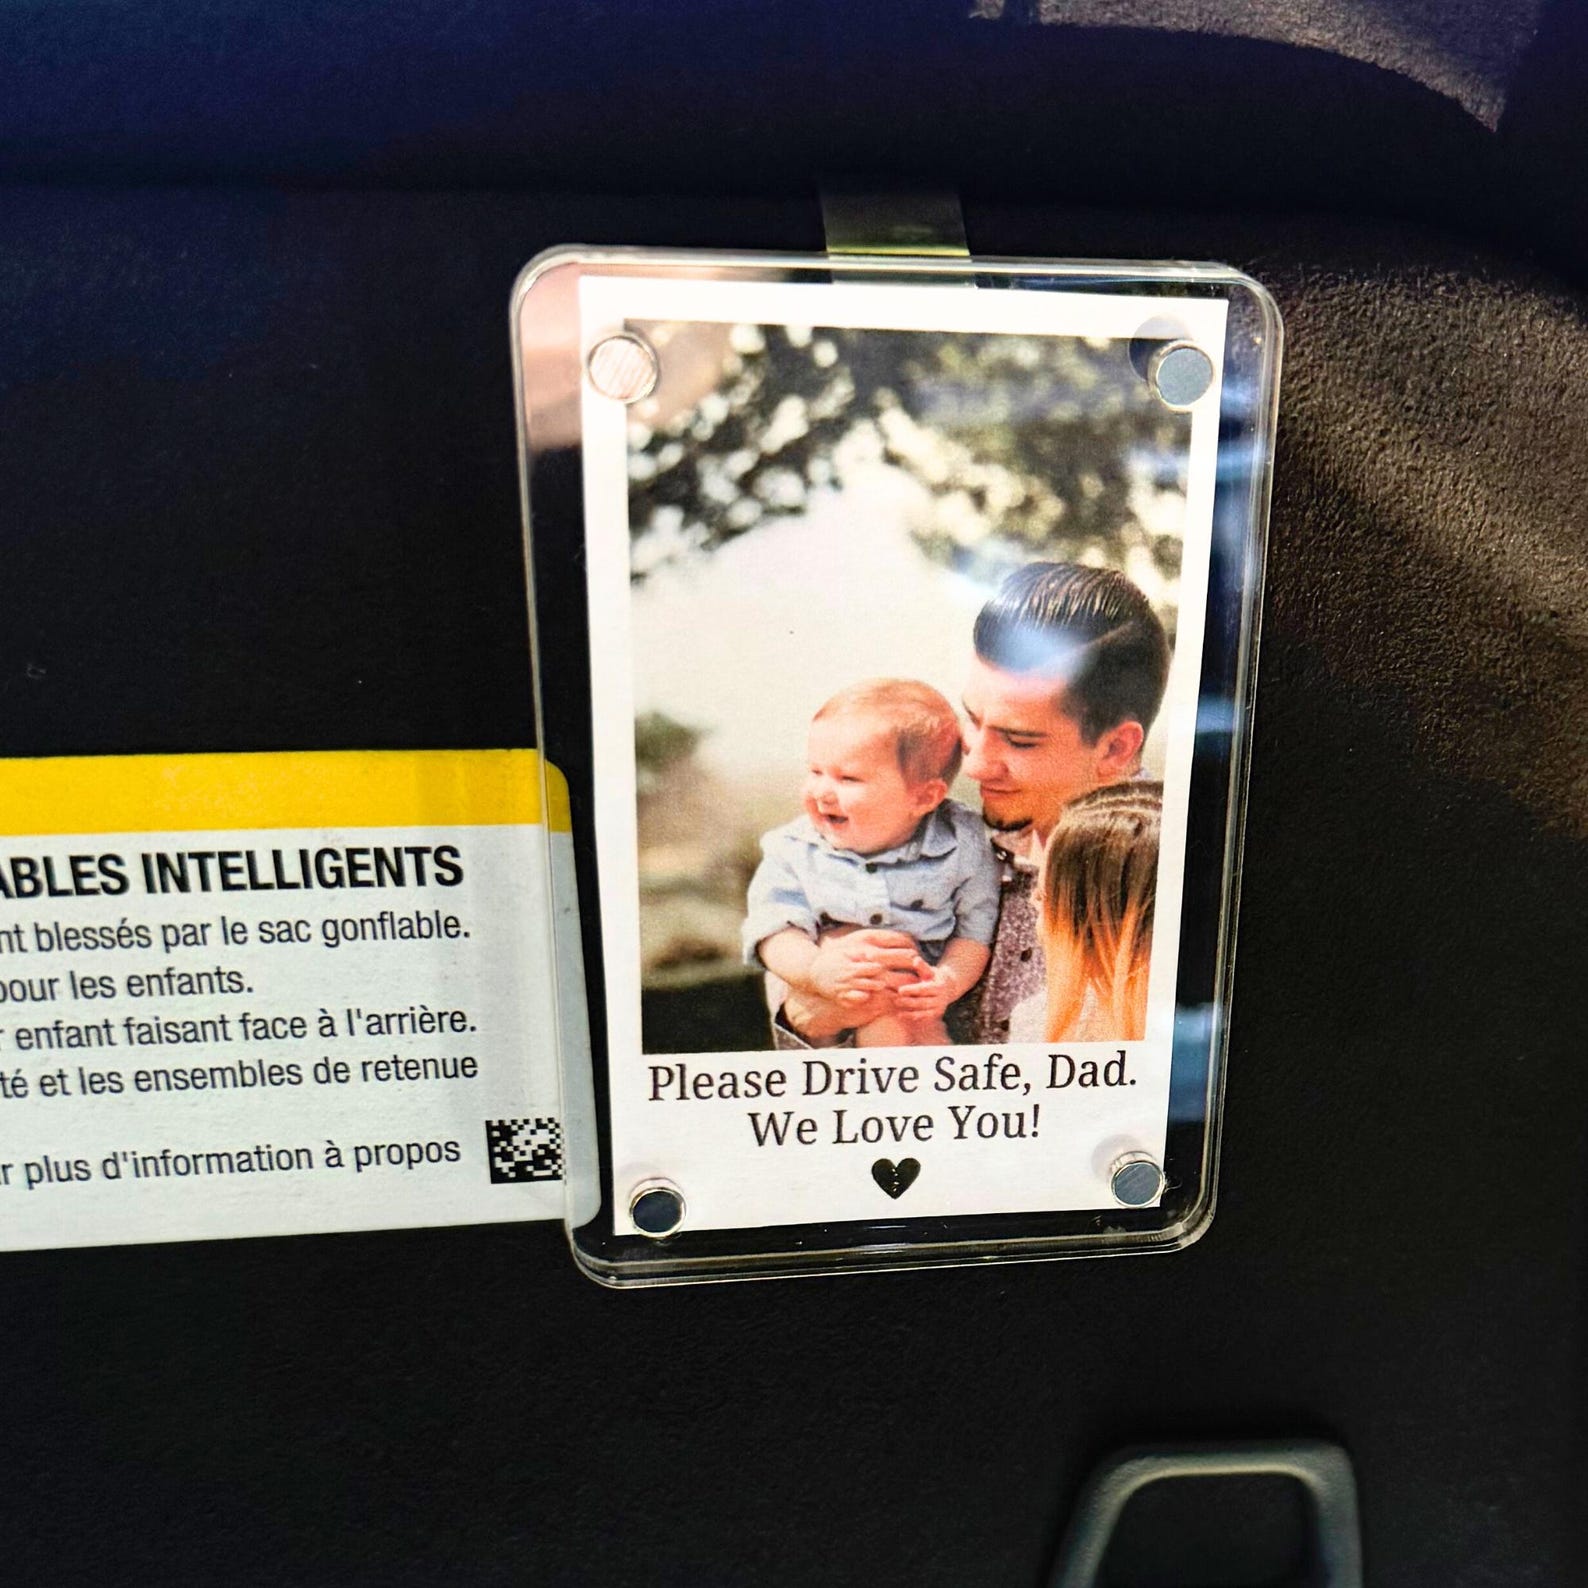 ABLES INTELLIGENTS
nt blessés par le sac gonflable.
pour les enfants.
r enfant faisant face à l'arrière.
té et les ensembles de retenue
r plus d'information à propos
Please Drive Safe, Dad.
We Love You!